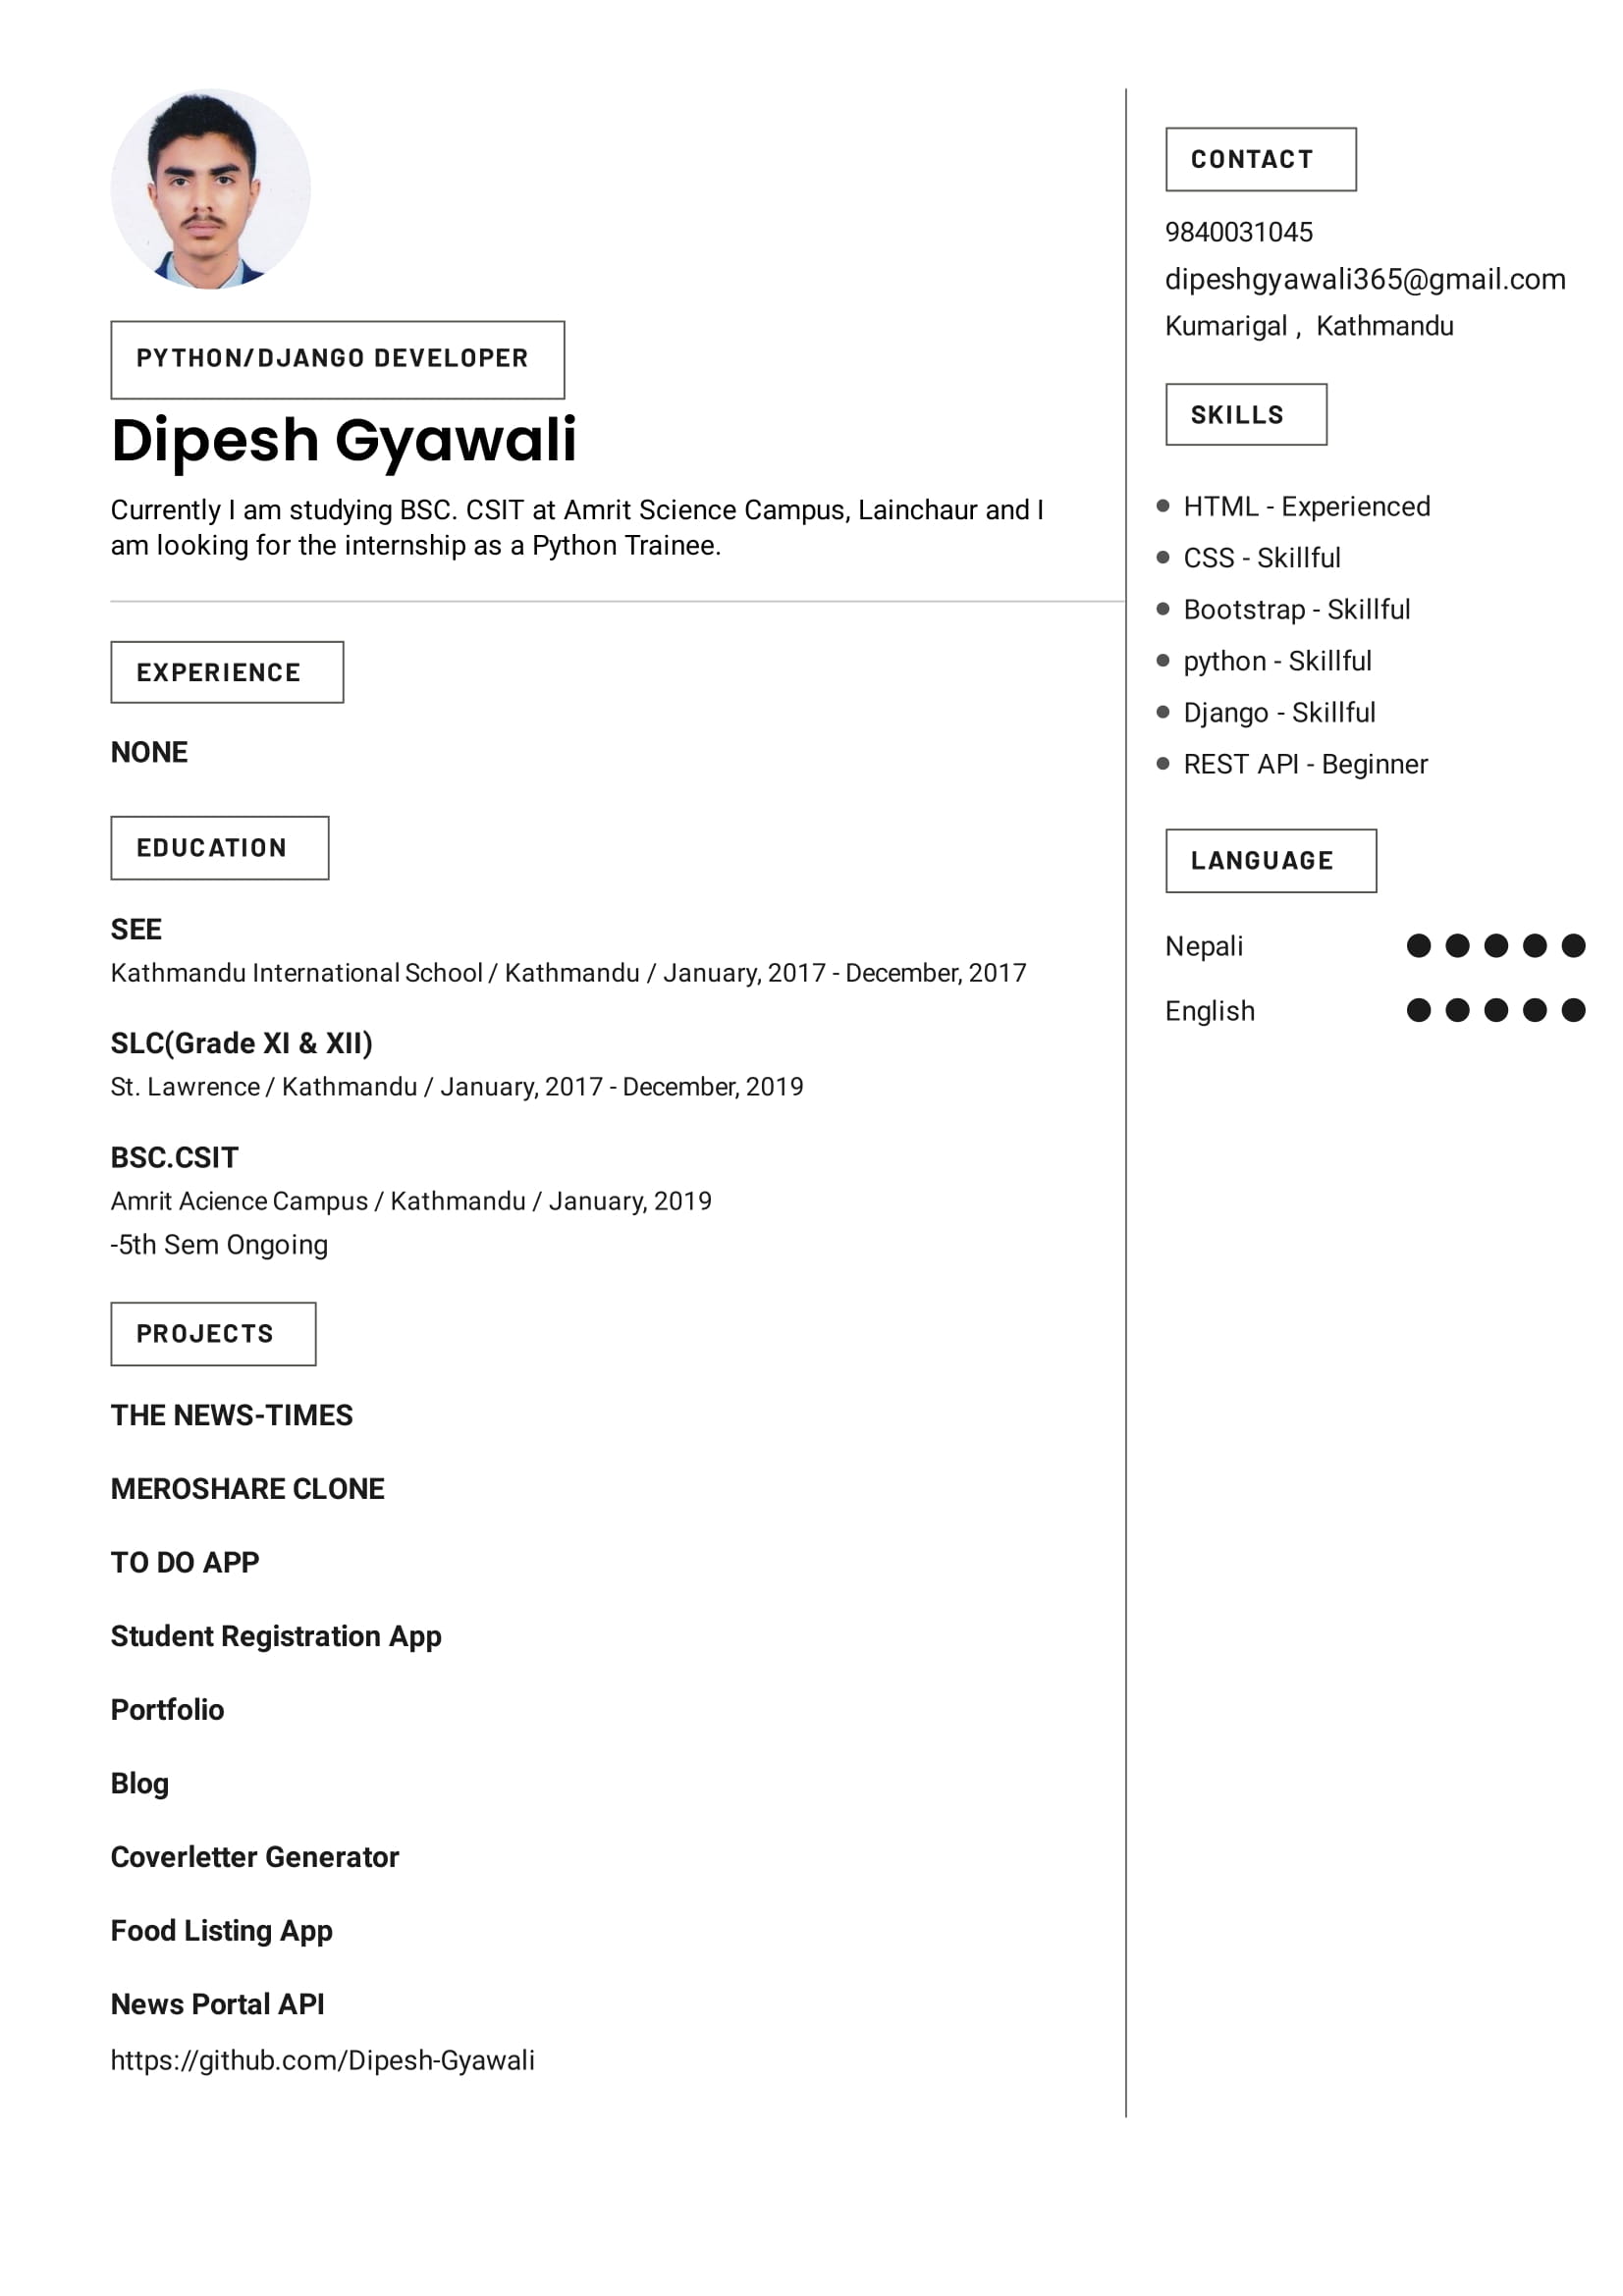 PYTHON/DJANGO DEVELOPER
Dipesh Gyawali
Currently I am studying BSC. CSIT at Amrit Science Campus, Lainchaur and I
am looking for the internship as a Python Trainee.
EXPERIENCE
NONE
EDUCATION
SEE
Kathmandu International School / Kathmandu / January, 2017 - December, 2017
SLC(Grade XI & XII)
St. Lawrence / Kathmandu / January, 2017 - December, 2019
BSC.CSIT
Amrit Acience Campus / Kathmandu / January, 2019
-5th Sem Ongoing
PROJECTS
THE NEWS-TIMES
MEROSHARE CLONE
TO DO APP
Student Registration App
Portfolio
Blog
Coverletter Generator
Food Listing App
News Portal API
https://github.com/Dipesh-Gyawali
CONTACT
9840031045
dipeshgyawali365@gmail.com
Kumarigal ,  Kathmandu
SKILLS
HTML - Experienced
CSS - Skillful
Bootstrap - Skillful
python - Skillful
Django - Skillful
REST API - Beginner
LANGUAGE
Nepali
English